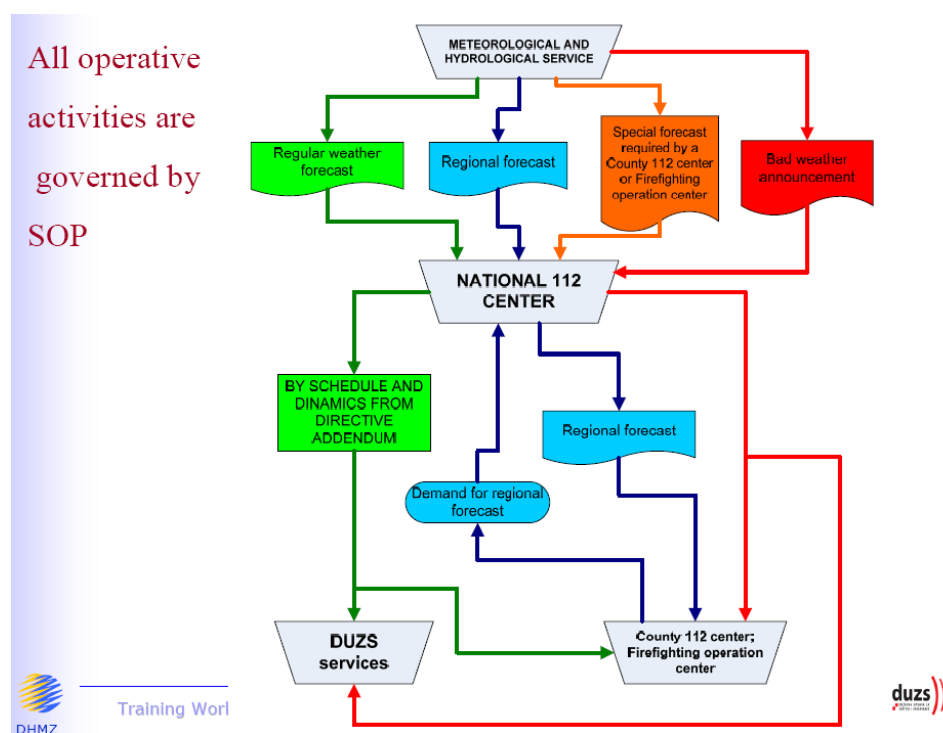 All operative
activities are
governed by
SOP
METEOROLOGICAL AND
HYDROLOGICAL SERVICE
Regular weather
forecast
Regional forecast
Special forecast
required by a
County 112 center
or Firefighting
operation center
Bad weather
announcement
NATIONAL 112
CENTER
BY SCHEDULE AND
DINAMICS FROM
DIRECTIVE
ADDENDUM
Regional forecast
Demand for regional
forecast
DUZS
services
County 112 center;
Firefighting operation
center
Training Worl
DHMZ
duzs